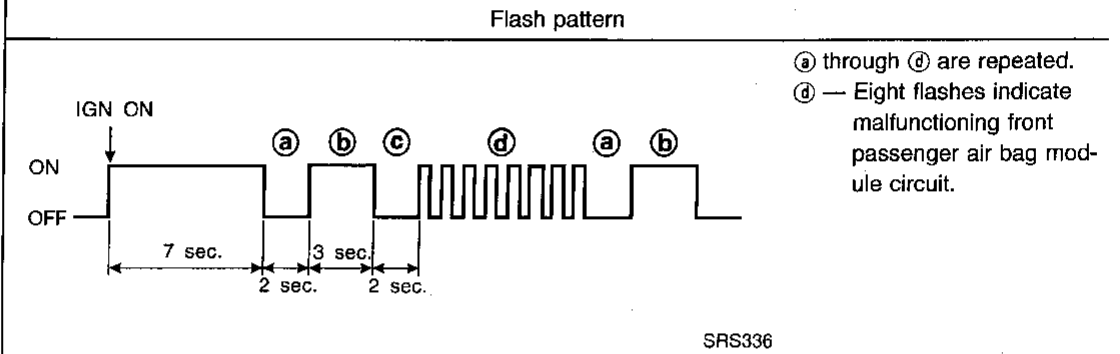 Flash pattern
ⓐ through ⓓ are repeated.
ⓓ — Eight flashes indicate
malfunctioning front
passenger air bag mod-
ule circuit.
IGN ON
ⓐ ⓑ ⓒ ⓓ ⓐ ⓑ
ON
OFF
7 sec. 3 sec.
2 sec. 2 sec.
SRS336